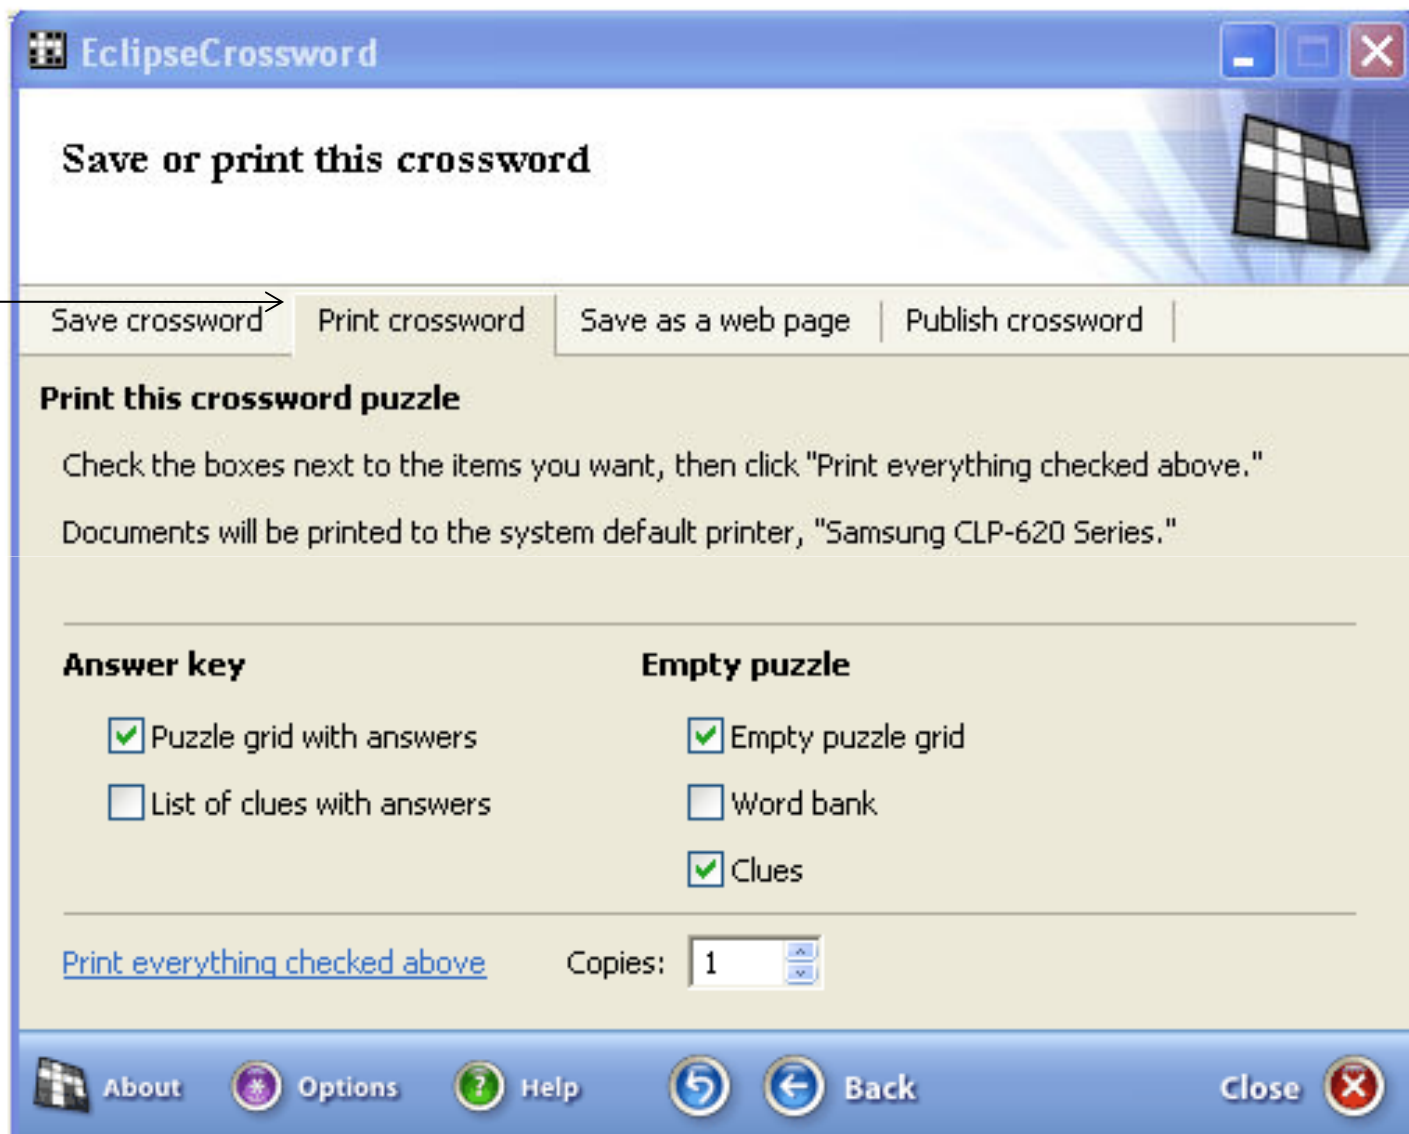 EclipseCrossword
Save or print this crossword
Save crossword Print crossword Save as a web page Publish crossword
Print this crossword puzzle
Check the boxes next to the items you want, then click "Print everything checked above."
Documents will be printed to the system default printer, "Samsung CLP-620 Series."
Answer key Empty puzzle
Puzzle grid with answers Empty puzzle grid
List of clues with answers Word bank
Clues
Print everything checked above Copies: 1
About Options ? Help Back Close